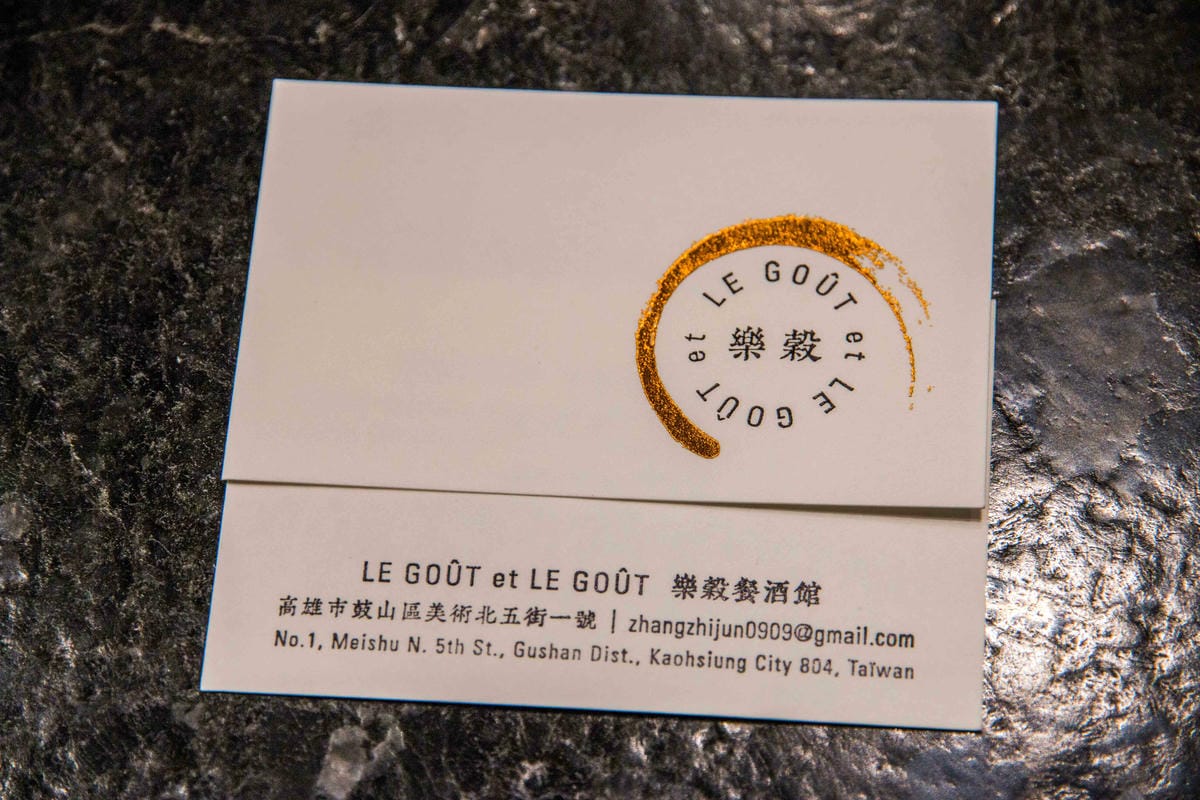 LE GOÛT et LE GOÛT et
樂穀
LE GOÛT et LE GOÛT 樂穀餐酒館
高雄市鼓山區美術北五街一號 | zhangzhijun0909@gmail.com
No.1, Meishu N. 5th St., Gushan Dist., Kaohsiung City 804, Taïwan